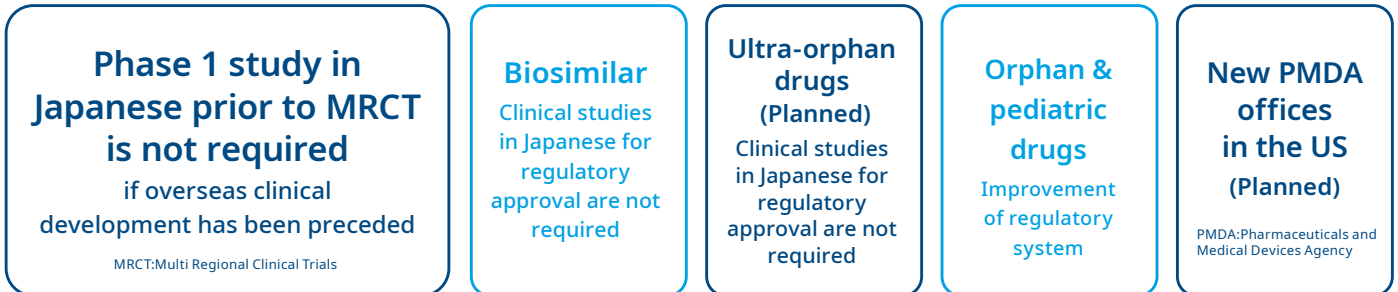 Phase 1 study in
Japanese prior to MRCT
is not required
if overseas clinical
development has been preceded
MRCT:Multi Regional Clinical Trials
Biosimilar
Clinical studies
in Japanese for
regulatory
approval are not
required
Ultra-orphan
drugs
(Planned)
Clinical studies
in Japanese for
regulatory
approval are not
required
Orphan &
pediatric
drugs
Improvement
of regulatory
system
New PMDA
offices
in the US
(Planned)
PMDA:Pharmaceuticals and
Medical Devices Agency